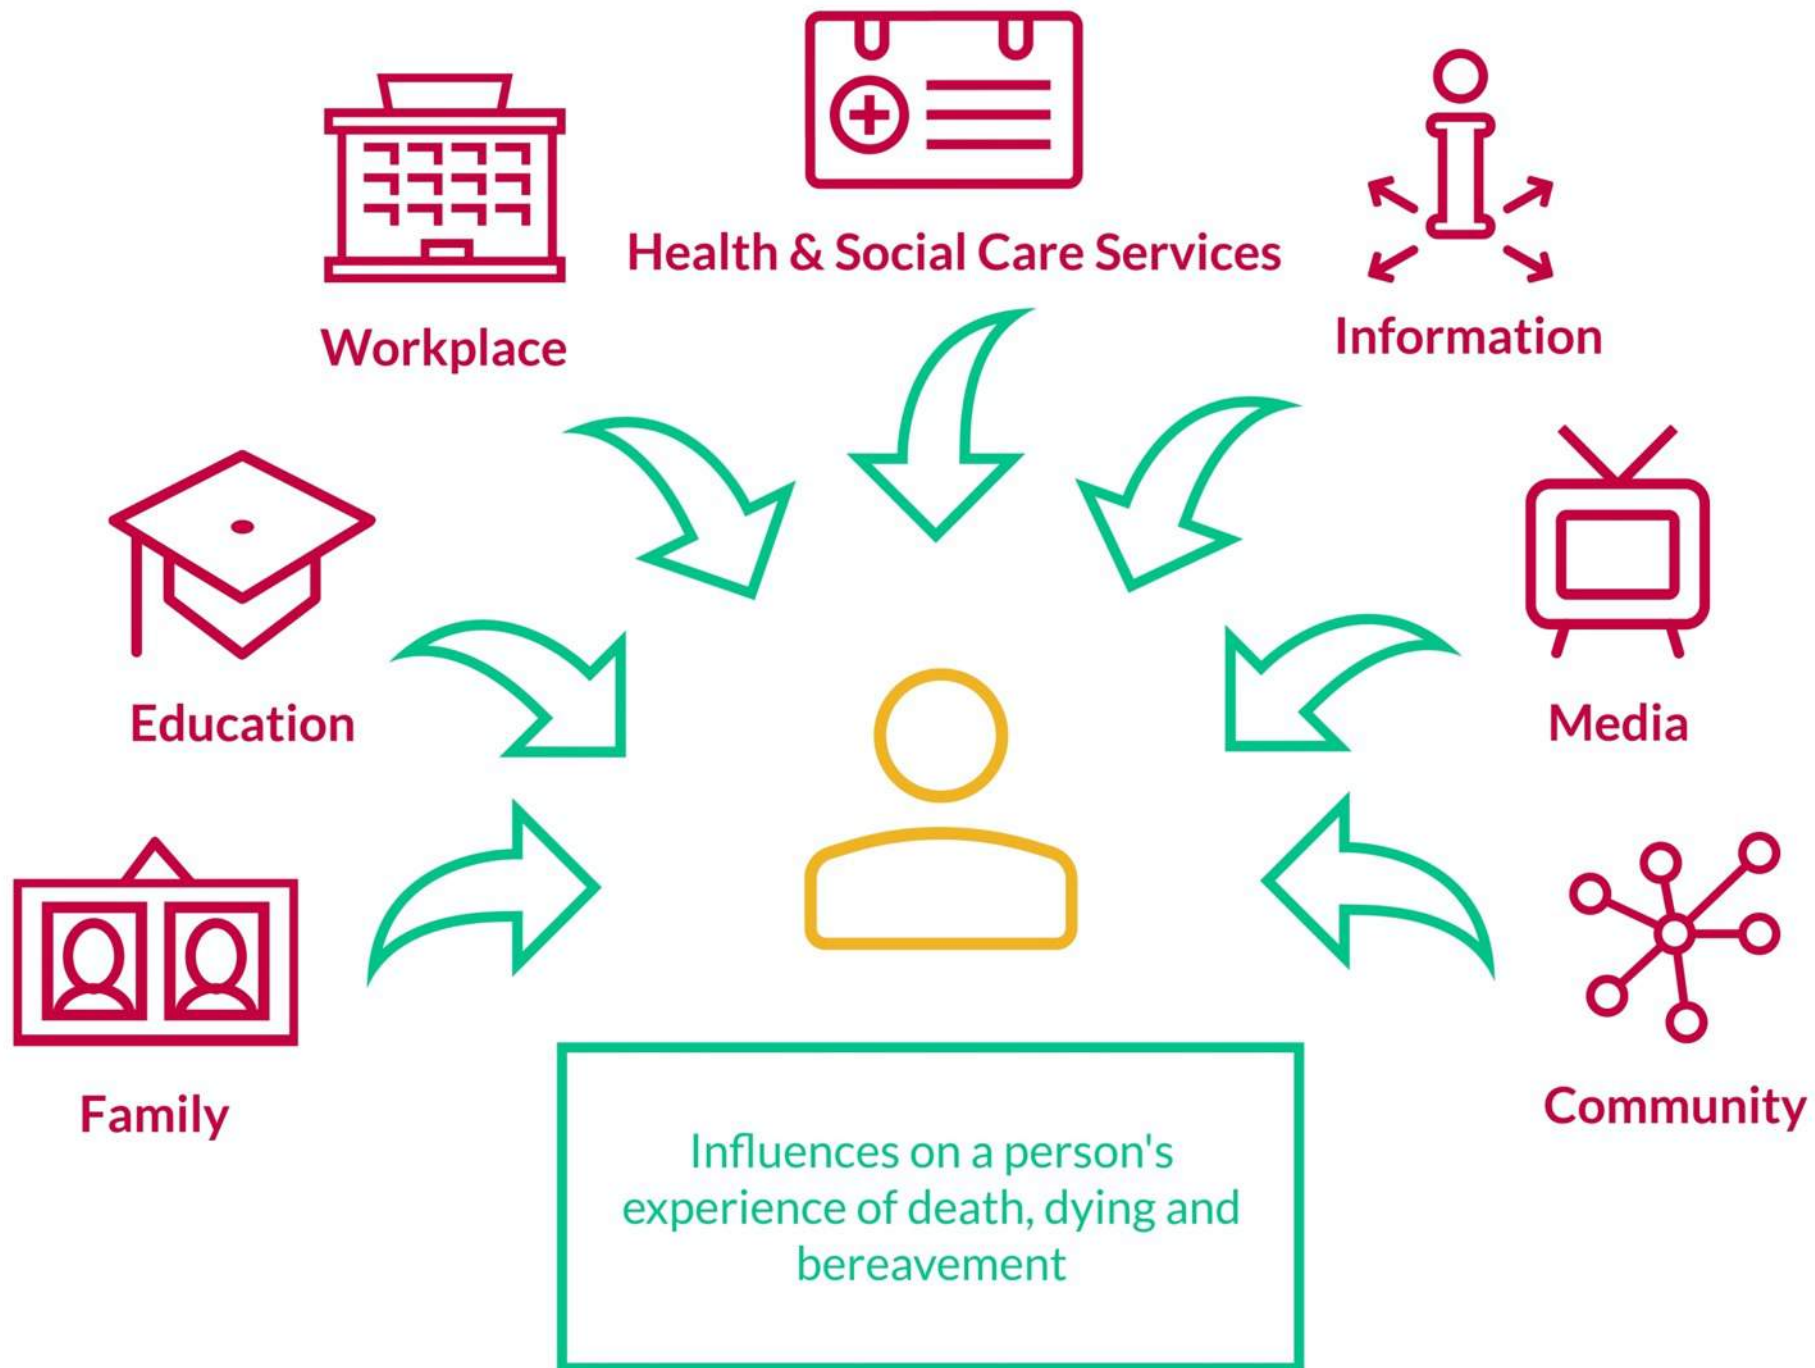 Health & Social Care Services
Workplace
Information
Education
Media
Family
Community
Influences on a person's
experience of death, dying and
bereavement